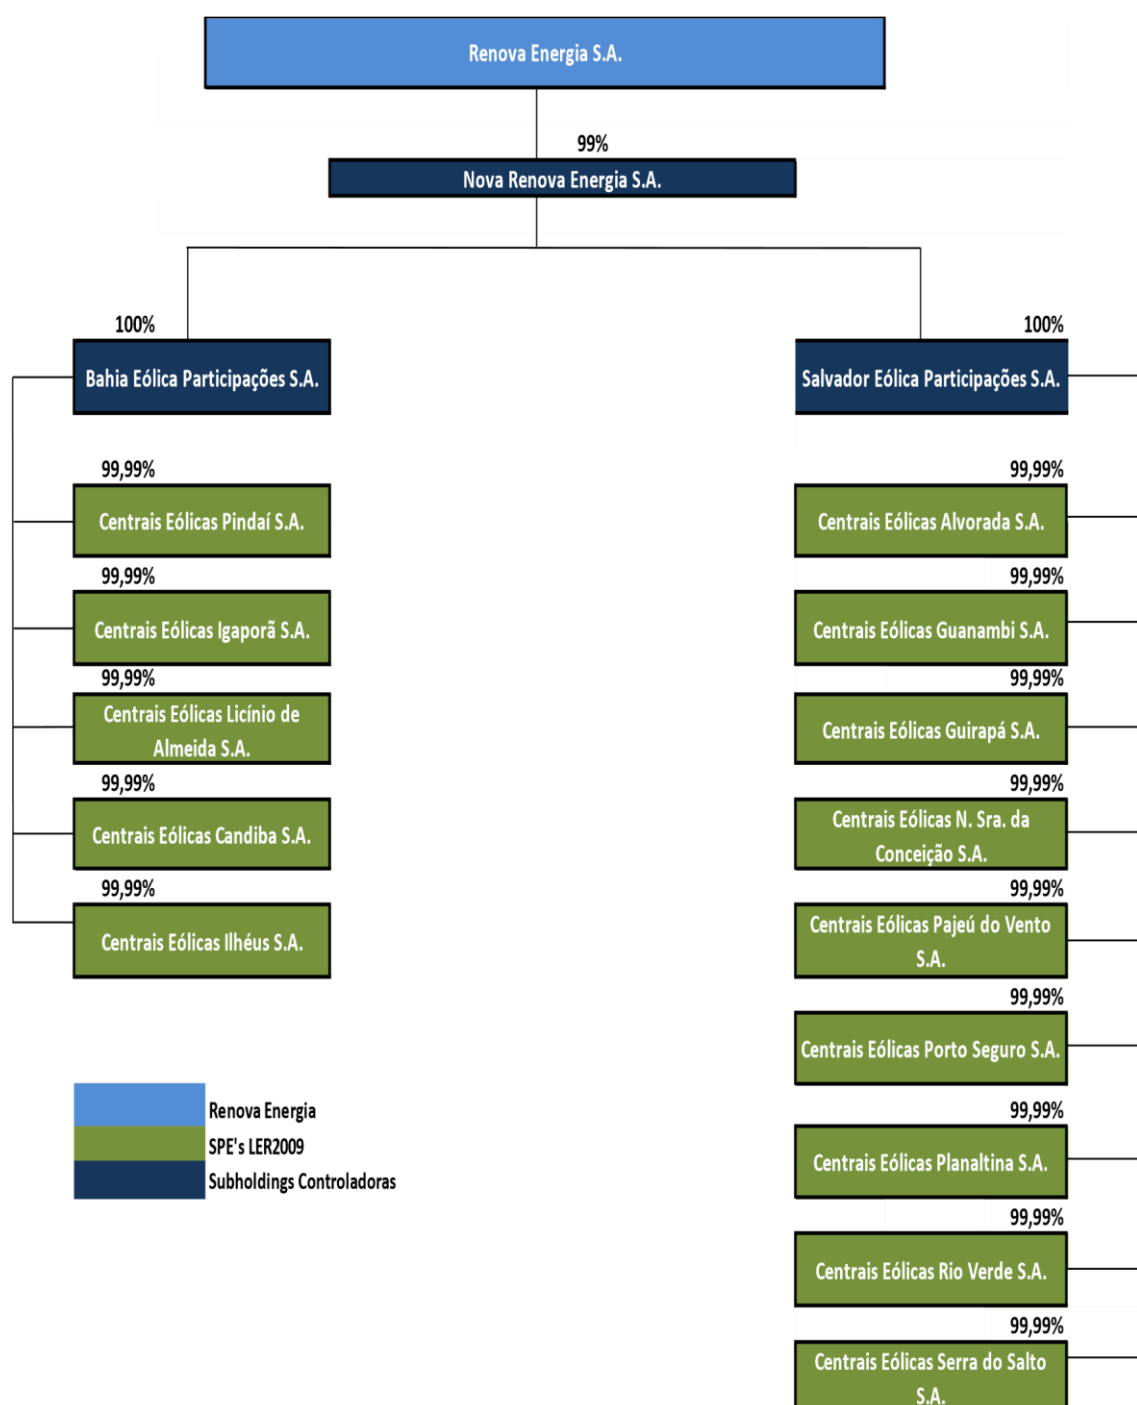 Renova Energia S.A.
99%
Nova Renova Energia S.A.
100%
Bahia Eólica Participações S.A.
99,99%
Centrais Eólicas Pindaí S.A.
99,99%
Centrais Eólicas Igaporã S.A.
99,99%
Centrais Eólicas Licínio de
Almeida S.A.
99,99%
Centrais Eólicas Candiba S.A.
99,99%
Centrais Eólicas Ilhéus S.A.
100%
Salvador Eólica Participações S.A.
99,99%
Centrais Eólicas Alvorada S.A.
99,99%
Centrais Eólicas Guanambi S.A.
99,99%
Centrais Eólicas Guirapá S.A.
99,99%
Centrais Eólicas N. Sra. da
Conceição S.A.
99,99%
Centrais Eólicas Pajeú do Vento
S.A.
99,99%
Centrais Eólicas Porto Seguro S.A.
99,99%
Centrais Eólicas Planaltina S.A.
99,99%
Centrais Eólicas Rio Verde S.A.
99,99%
Centrais Eólicas Serra do Salto
S.A.
Renova Energia
SPE's LER2009
Subholdings Controladoras